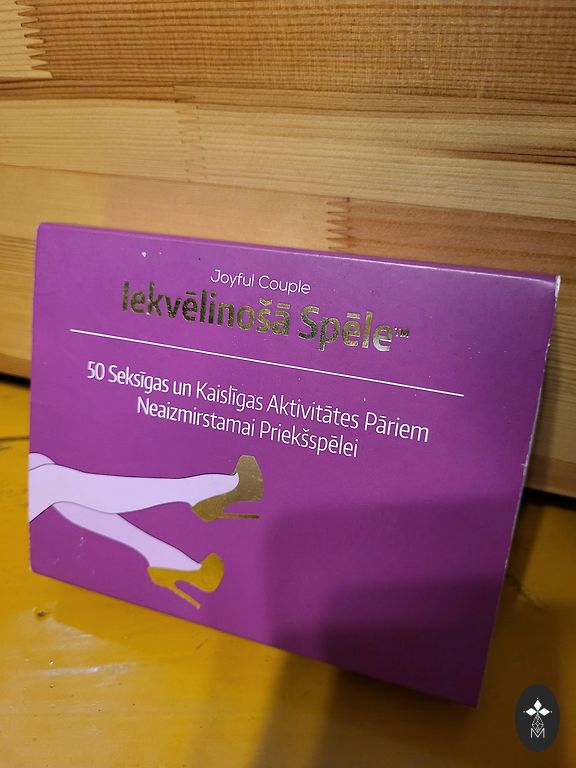 Joyful Couple
Iekvēlinošā Spēle™
50 Seksīgas un Kaislīgas Aktivitātes Pāriem
Neaizmirstamai Priekšspēlei
M